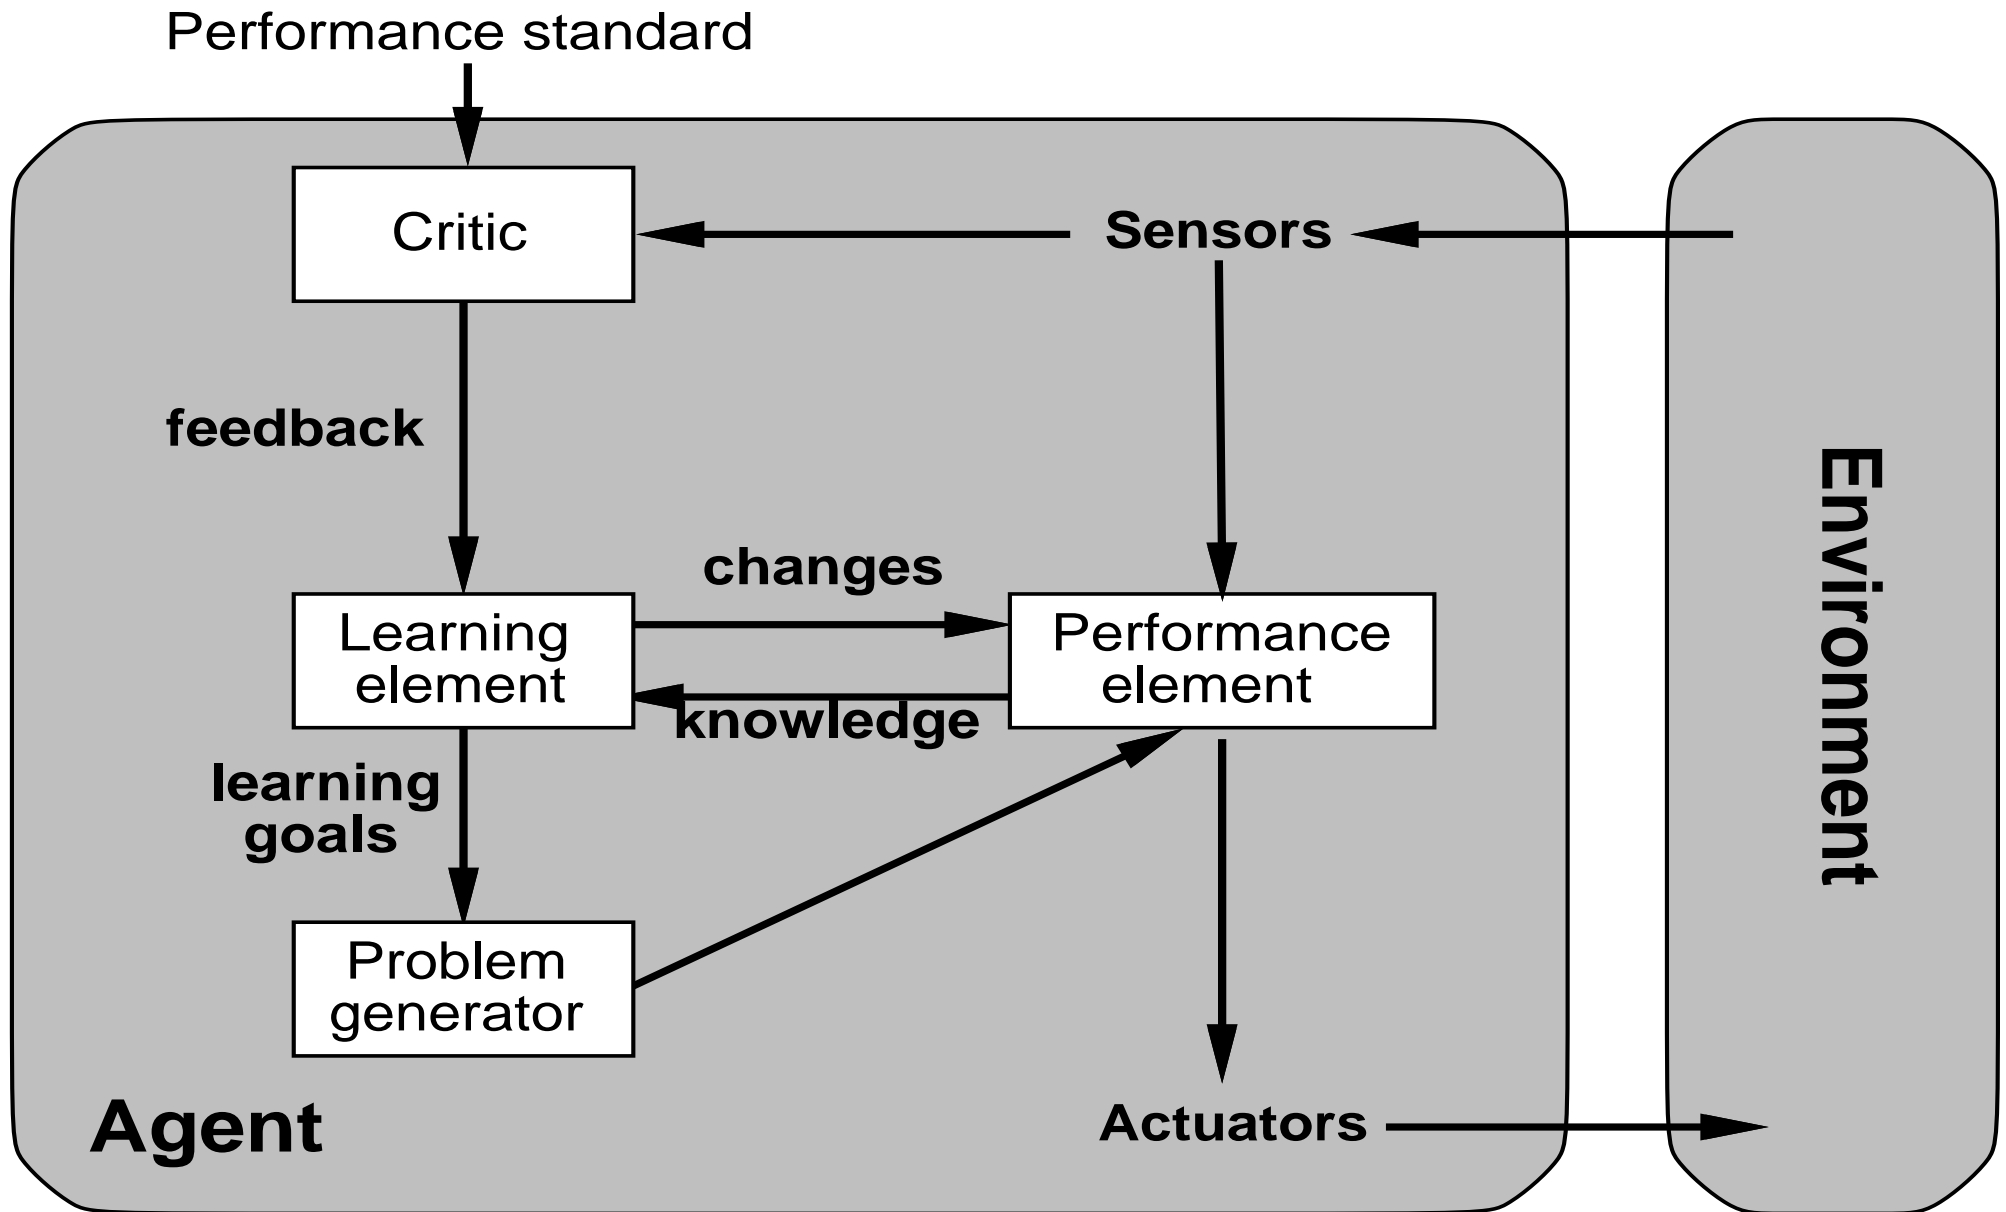 Performance standard
Critic
Sensors
feedback
changes
Learning
element
Performance
element
knowledge
learning
goals
Problem
generator
Agent
Actuators
Environment